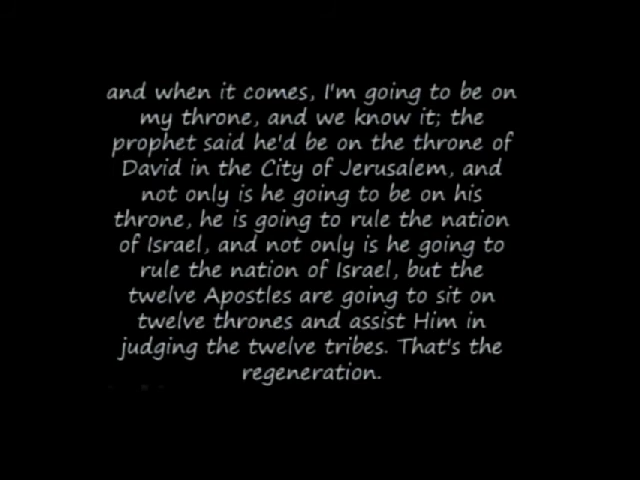 and when it comes, I'm going to be on
my throne, and we know it; the
prophet said he'd be on the throne of
David in the City of Jerusalem, and
not only is he going to be on his
throne, he is going to rule the nation
of Israel, and not only is he going to
rule the nation of Israel, but the
twelve Apostles are going to sit on
twelve thrones and assist Him in
judging the twelve tribes. That's the
regeneration.